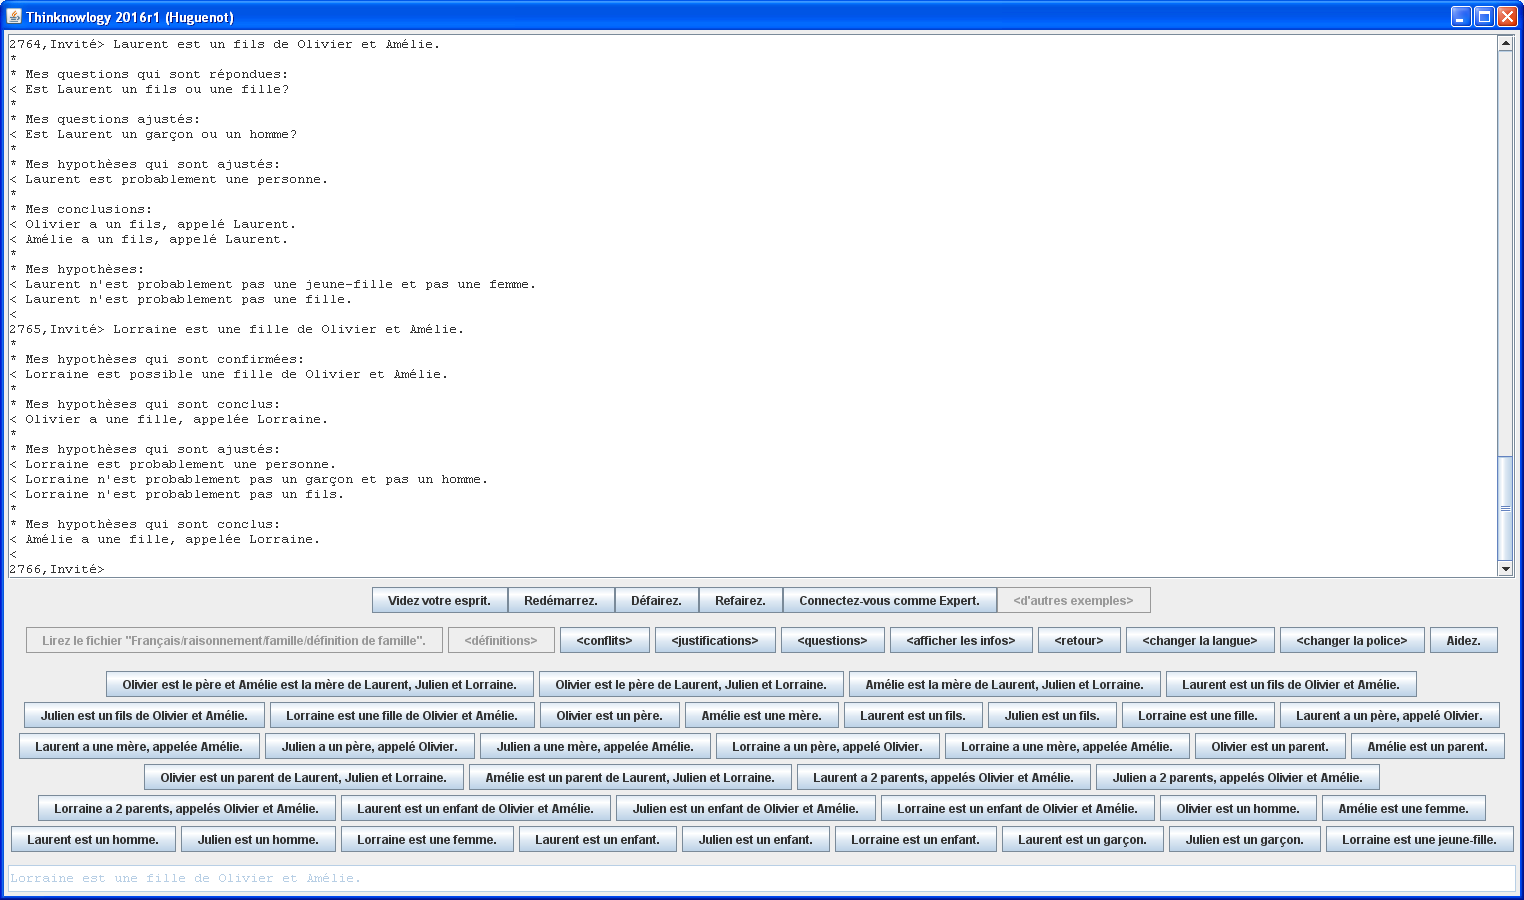 Thinknowlogy 2016r1 (Huguenot)
2764,Invité> Laurent est un fils de Olivier et Amélie.
*
* Mes questions qui sont répondues:
< Est Laurent un fils ou une fille?
*
* Mes questions ajustés:
< Est Laurent un garçon ou un homme?
*
* Mes hypothèses qui sont ajustés:
< Laurent est probablement une personne.
*
* Mes conclusions:
< Olivier a un fils, appelé Laurent.
< Amélie a un fils, appelé Laurent.
*
* Mes hypothèses:
< Laurent n'est probablement pas une jeune-fille et pas une femme.
< Laurent n'est probablement pas une fille.
<
2765,Invité> Lorraine est une fille de Olivier et Amélie.
*
* Mes hypothèses qui sont confirmées:
< Lorraine est possible une fille de Olivier et Amélie.
*
* Mes hypothèses qui sont conclus:
< Olivier a une fille, appelée Lorraine.
*
* Mes hypothèses qui sont ajustés:
< Lorraine est probablement une personne.
< Lorraine n'est probablement pas un garçon et pas un homme.
< Lorraine n'est probablement pas un fils.
*
* Mes hypothèses qui sont conclus:
< Amélie a une fille, appelée Lorraine.
<
2766,Invité>
Videz votre esprit. Redémarrez. Défairez. Refairez. Connectez-vous comme Expert. <d'autres exemples>
Lirez le fichier "Français/raisonnement/famille/définition de famille". <définitions> <conflits> <justifications> <questions> <afficher les infos> <retour> <changer la langue> <changer la police> Aidez.
Olivier est le père et Amélie est la mère de Laurent, Julien et Lorraine. Olivier est le père de Laurent, Julien et Lorraine. Amélie est la mère de Laurent, Julien et Lorraine. Laurent est un fils de Olivier et Amélie.
Julien est un fils de Olivier et Amélie. Lorraine est une fille de Olivier et Amélie. Olivier est un père. Amélie est une mère. Laurent est un fils. Julien est un fils. Lorraine est une fille. Laurent a un père, appelé Olivier.
Laurent a une mère, appelée Amélie. Julien a un père, appelé Olivier. Julien a une mère, appelée Amélie. Lorraine a un père, appelé Olivier. Lorraine a une mère, appelée Amélie. Olivier est un parent. Amélie est un parent.
Olivier est un parent de Laurent, Julien et Lorraine. Amélie est un parent de Laurent, Julien et Lorraine. Laurent a 2 parents, appelés Olivier et Amélie. Julien a 2 parents, appelés Olivier et Amélie.
Lorraine a 2 parents, appelés Olivier et Amélie. Laurent est un enfant de Olivier et Amélie. Julien est un enfant de Olivier et Amélie. Lorraine est un enfant de Olivier et Amélie. Olivier est un homme. Amélie est une femme.
Laurent est un homme. Julien est un homme. Lorraine est une femme. Laurent est un enfant. Julien est un enfant. Lorraine est un enfant. Laurent est un garçon. Julien est un garçon. Lorraine est une jeune-fille.
Lorraine est une fille de Olivier et Amélie.